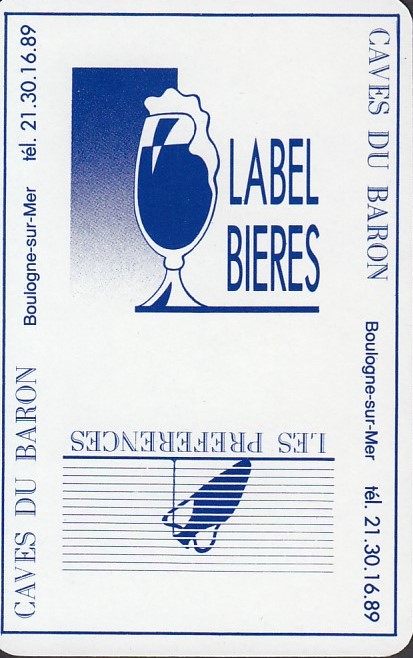 CAVES DU BARON Boulogne-sur-Mer tél. 21.30.16.89
LABEL
BIERES
LES PREFERENCES
CAVES DU BARON Boulogne-sur-Mer tél. 21.30.16.89